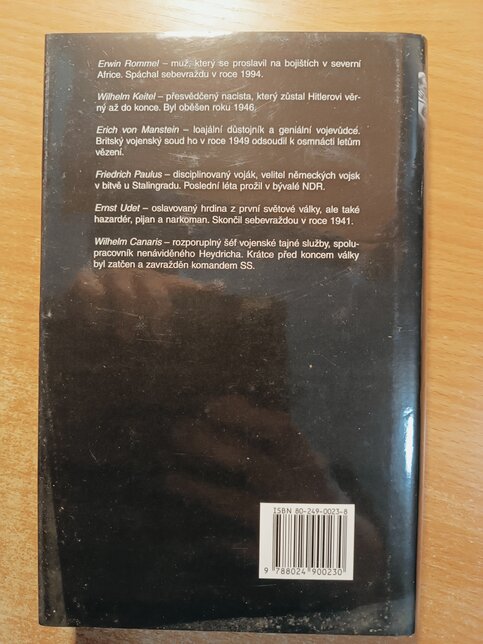 Erwin Rommel – muž, který se proslavil na bojištích v severní
Africe. Spáchal sebevraždu v roce 1994.
Wilhelm Keitel – přesvědčený nacista, který zůstal Hitlerovi věr-
ný až do konce. Byl oběšen roku 1946.
Erich von Manstein – loajální důstojník a geniální vojevůdce.
Britský vojenský soud ho v roce 1949 odsoudil k osmnácti letům
vězení.
Friedrich Paulus – disciplinovaný voják, velitel německých vojsk
v bitvě u Stalingradu. Poslední léta prožil v bývalé NDR.
Ernst Udet – oslavovaný hrdina z první světové války, ale také
hazardér, pijan a narkoman. Skončil sebevraždou v roce 1941.
Wilhelm Canaris – rozporuplný šéf vojenské tajné služby, spolu-
pracovník nenáviděného Heydricha. Krátce před koncem války
byl zatčen a zavražděn komandem SS.
ISBN 80-249-0023-8
9 788024 900230